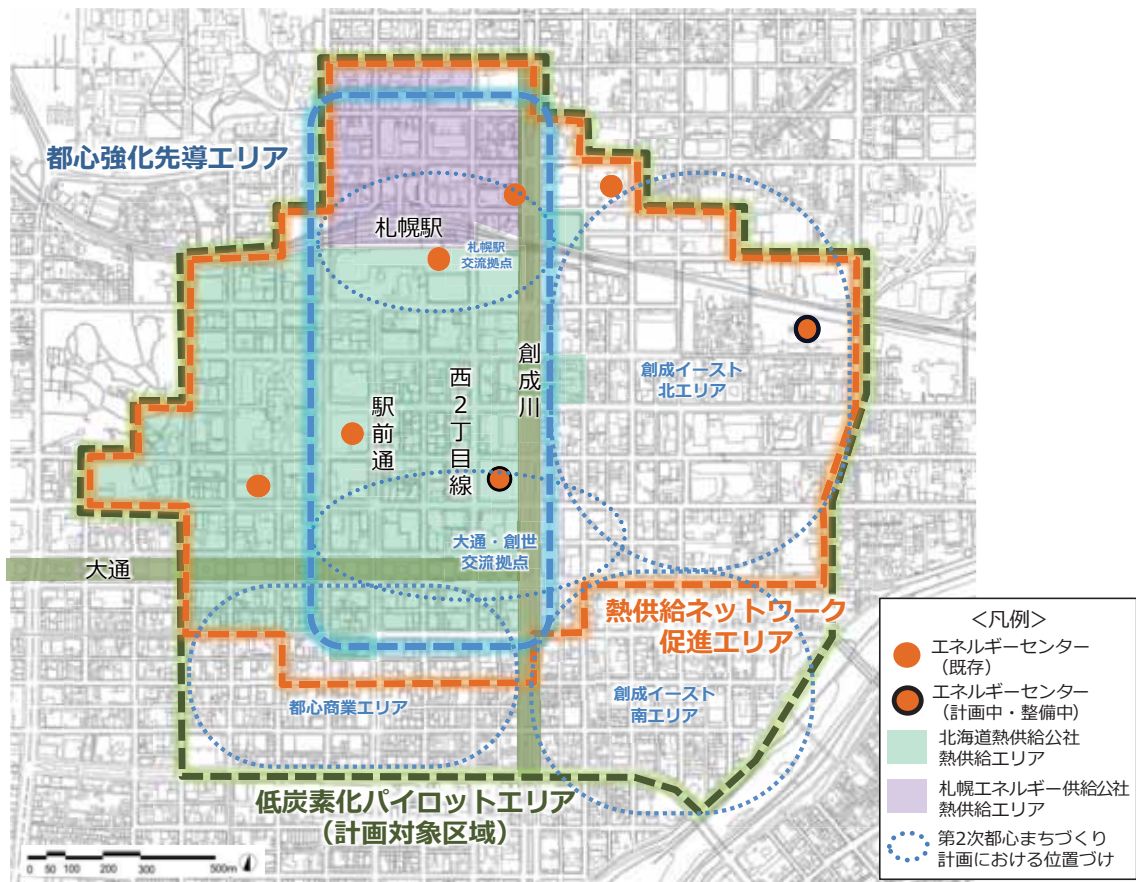 都心強化先導エリア
札幌駅
札幌駅
交流拠点
創成川
西2丁目線
駅前通
創成イースト
北エリア
大通・創世
交流拠点
大通
熱供給ネットワーク
促進エリア
都心商業エリア
創成イースト
南エリア
低炭素化パイロットエリア
(計画対象区域)
0 50 100 200 300 500m
<凡例>
エネルギーセンター
(既存)
エネルギーセンター
(計画中・整備中)
北海道熱供給公社
熱供給エリア
札幌エネルギー供給公社
熱供給エリア
第2次都心まちづくり
計画における位置づけ